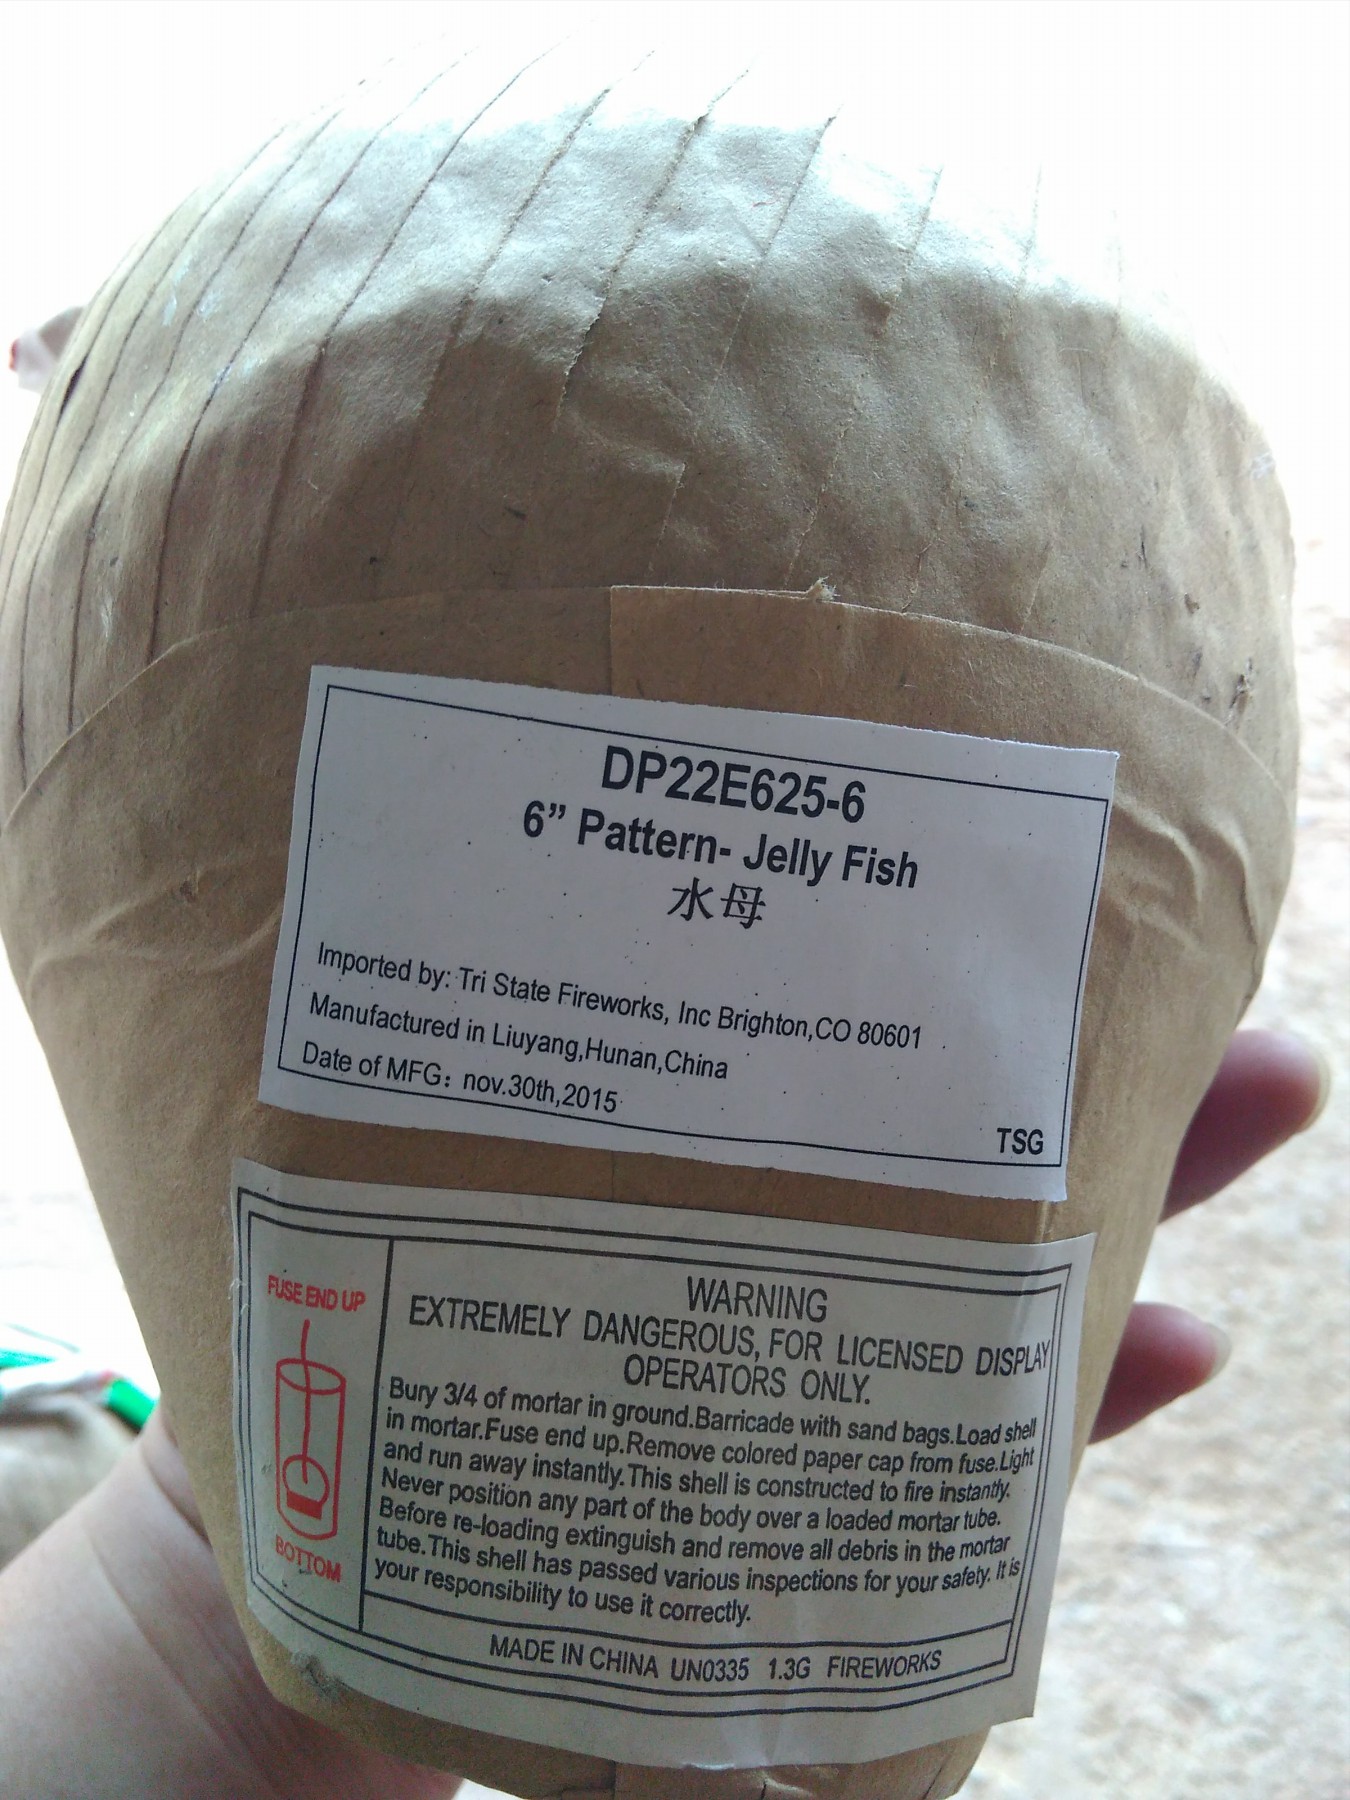 DP22E625-6
6” Pattern- Jelly Fish
水母
Imported by: Tri State Fireworks, Inc Brighton,CO 80601
Manufactured in Liuyang,Hunan,China
Date of MFG：nov.30th,2015
TSG
FUSE END UP
BOTTOM
WARNING
EXTREMELY DANGEROUS, FOR LICENSED DISPLAY
OPERATORS ONLY.
Bury 3/4 of mortar in ground.Barricade with sand bags.Load shell
in mortar.Fuse end up.Remove colored paper cap from fuse.Light
and run away instantly.This shell is constructed to fire instantly.
Never position any part of the body over a loaded mortar tube.
Before re-loading extinguish and remove all debris in the mortar
tube.This shell has passed various inspections for your safety. It is
your responsibility to use it correctly.
MADE IN CHINA UN0335 1.3G FIREWORKS